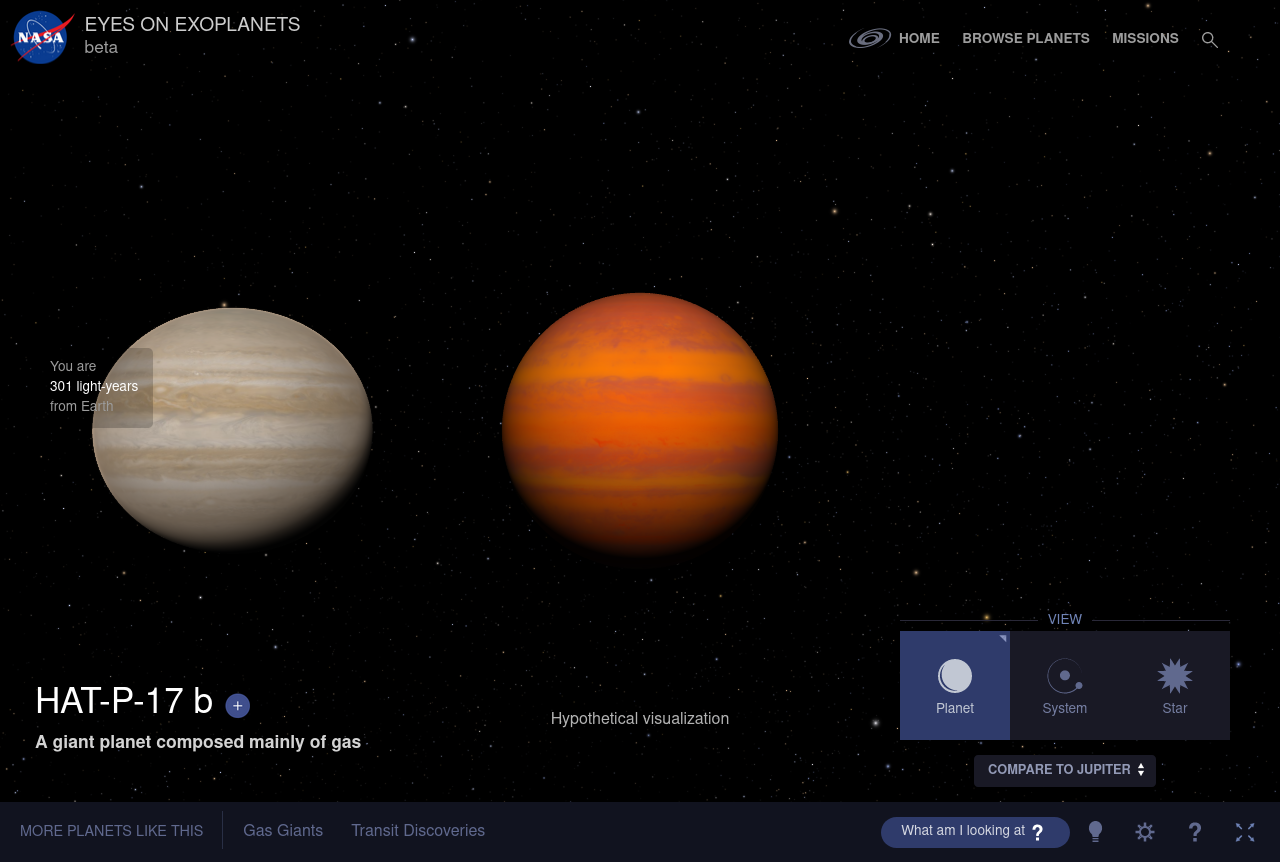 NASA
EYES ON EXOPLANETS
beta
HOME
BROWSE PLANETS
MISSIONS
You are
301 light-years
from Earth
VIEW
Planet
System
Star
HAT-P-17 b +
A giant planet composed mainly of gas
Hypothetical visualization
COMPARE TO JUPITER
MORE PLANETS LIKE THIS
Gas Giants
Transit Discoveries
What am I looking at ?
?